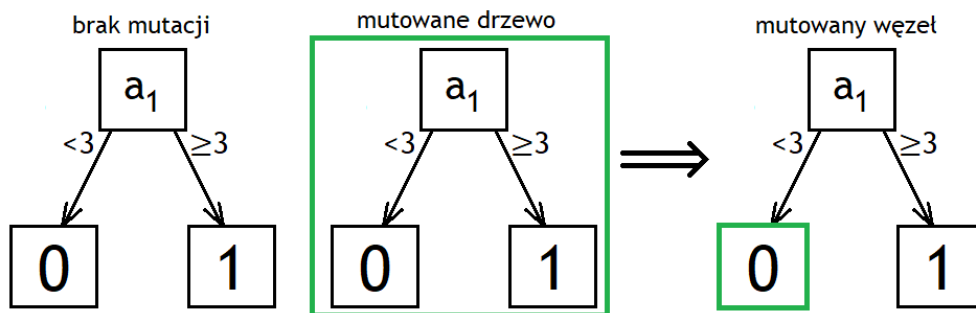 brak mutacji
a₁
<3 ≥3
0 1
mutowane drzewo
a₁
<3 ≥3
0 1
mutowany węzeł
a₁
<3 ≥3
0 1